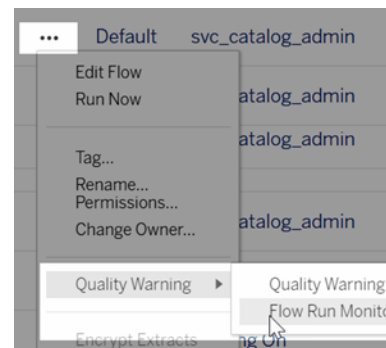 ... Default svc_catalog_admin
Edit Flow
Run Now
atalog_admin
atalog_admin
Tag...
Rename...
Permissions...
Change Owner...
atalog_admin
Quality Warning
Quality Warning
Flow Run Monito
Encrypt Extracts
ng On